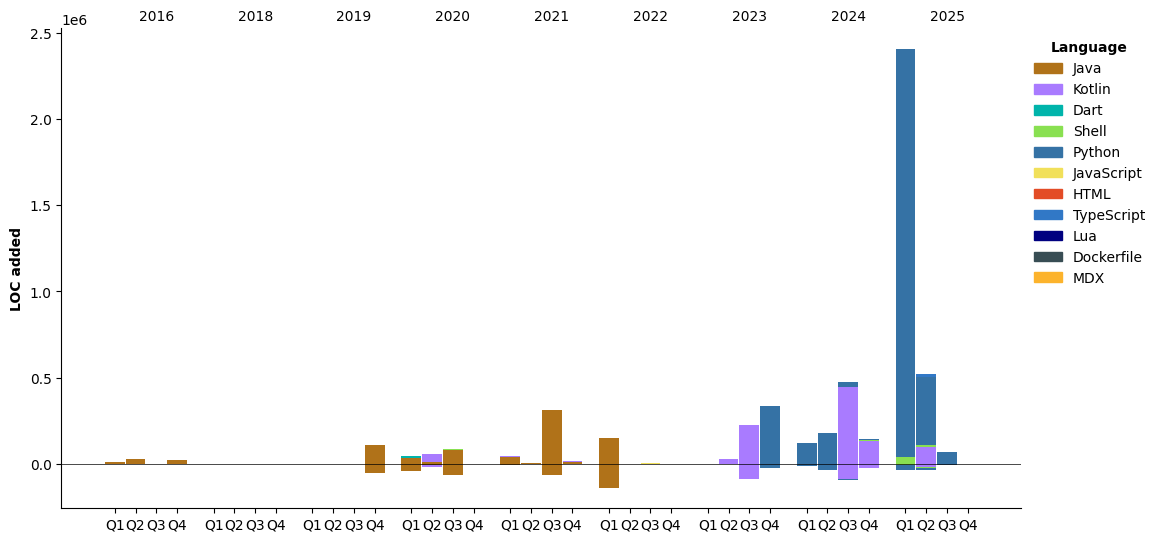 1e6
2016 2018 2019 2020 2021 2022 2023 2024 2025
2.5
2.0
1.5
1.0
0.5
0.0
LOC added
Q1 Q2 Q3 Q4 Q1 Q2 Q3 Q4 Q1 Q2 Q3 Q4 Q1 Q2 Q3 Q4 Q1 Q2 Q3 Q4 Q1 Q2 Q3 Q4 Q1 Q2 Q3 Q4 Q1 Q2 Q3 Q4 Q1 Q2 Q3 Q4
Language
Java
Kotlin
Dart
Shell
Python
JavaScript
HTML
TypeScript
Lua
Dockerfile
MDX